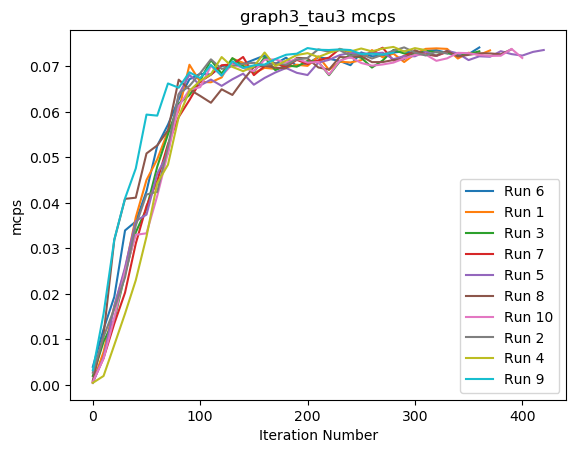 graph3_tau3 mcps
mcps
0.07
0.06
0.05
0.04
0.03
0.02
0.01
0.00
Run 6
Run 1
Run 3
Run 7
Run 5
Run 8
Run 10
Run 2
Run 4
Run 9
0
100
200
300
400
Iteration Number